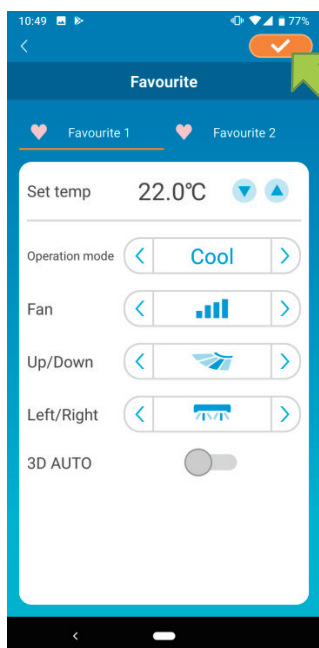 10:49 77%
Favourite
Favourite 1 Favourite 2
Set temp 22.0℃
Operation mode Cool
Fan
Up/Down
Left/Right
3D AUTO